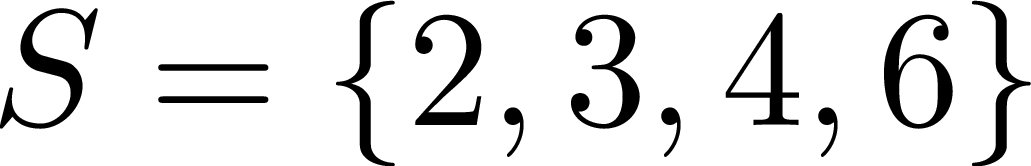 S = {2, 3, 4, 6}